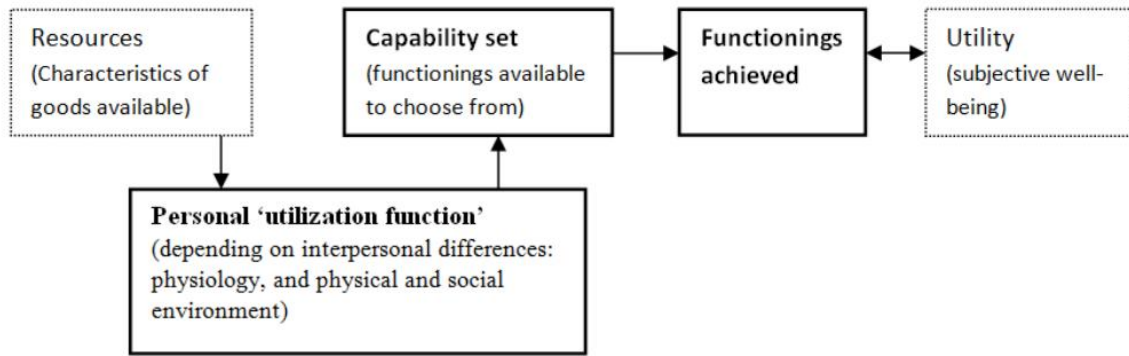 Resources
(Characteristics of
goods available)
Capability set
(functionings available
to choose from)
Functionings
achieved
Utility
(subjective well-
being)
Personal ‘utilization function’
(depending on interpersonal differences:
physiology, and physical and social
environment)